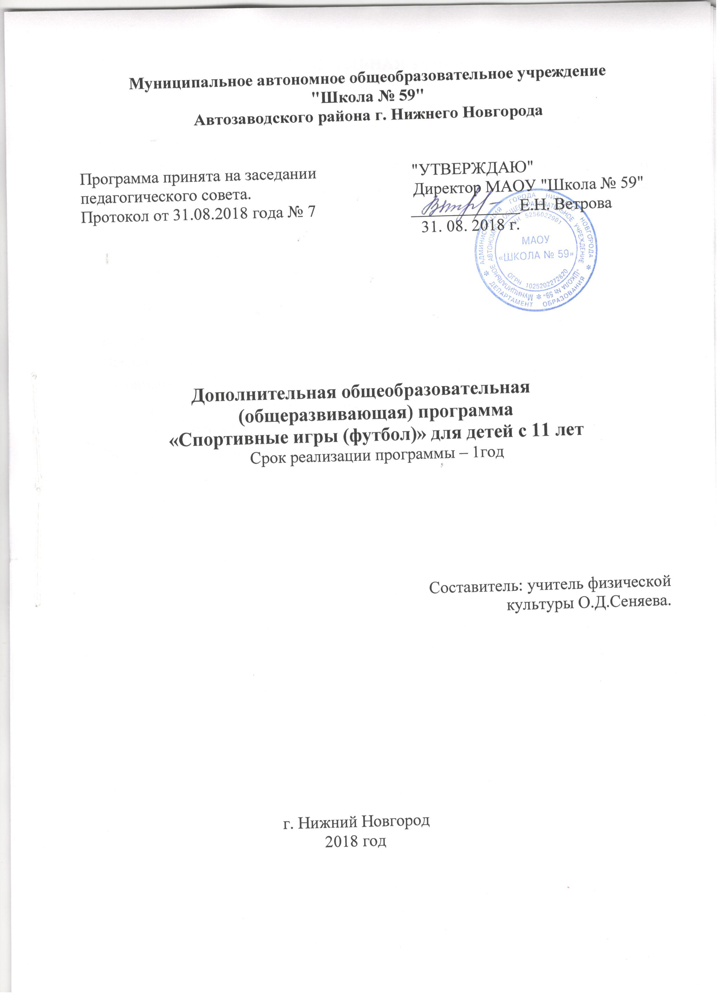 Муниципальное автономное общеобразовательное учреждение
"Школа № 59"
Автозаводского района г. Нижнего Новгорода
Программа принята на заседании
педагогического совета.
Протокол от 31.08.2018 года № 7
"УТВЕРЖДАЮ"
Директор МАОУ "Школа № 59"
Е.Н. Ветрова
31. 08. 2018 г.
АДМИНИСТРАЦИЯ ГОРОДА НИЖНЕГО НОВГОРОДА * ДЕПАРТАМЕНТ ОБРАЗОВАНИЯ *
МУНИЦИПАЛЬНОЕ АВТОНОМНОЕ ОБЩЕОБРАЗОВАТЕЛЬНОЕ УЧРЕЖДЕНИЕ «ШКОЛА № 59» *
ИНН 5256022901
МАОУ
«ШКОЛА № 59»
ОГРН 1025202272820
Дополнительная общеобразовательная
(общеразвивающая) программа
«Спортивные игры (футбол)» для детей с 11 лет
Срок реализации программы – 1год
Составитель: учитель физической
культуры О.Д.Сеняева.
г. Нижний Новгород
2018 год